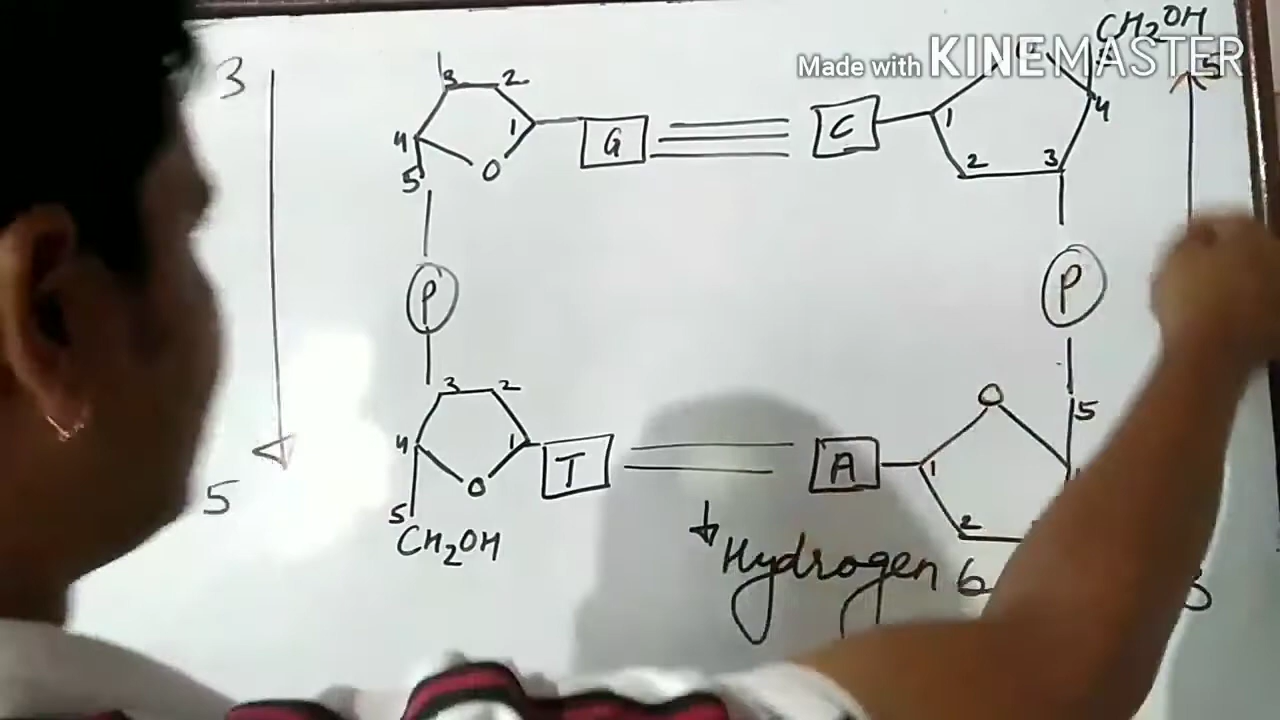 CH2OH
Made with KINEMASTER
3 3 2 5
4 1 G C 1 4
5 O 2 3
P P
3 2 O
4 1 T A 1 5
5 O 2
5 CH2OH
Hydrogen